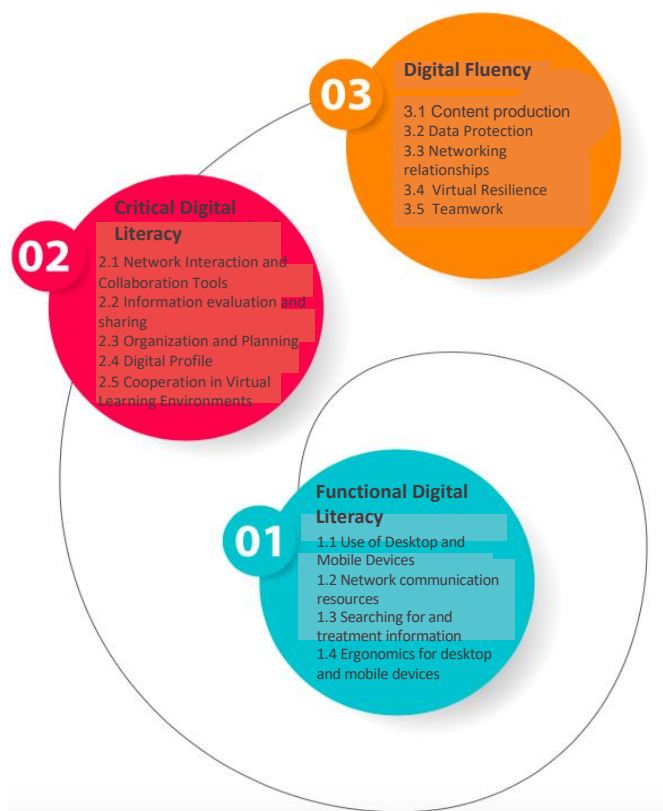 03
Digital Fluency
3.1 Content production
3.2 Data Protection
3.3 Networking
relationships
3.4 Virtual Resilience
3.5 Teamwork
02
Critical Digital
Literacy
2.1 Network Interaction and
Collaboration Tools
2.2 Information evaluation and
sharing
2.3 Organization and Planning
2.4 Digital Profile
2.5 Cooperation in Virtual
Learning Environments
01
Functional Digital
Literacy
1.1 Use of Desktop and
Mobile Devices
1.2 Network communication
resources
1.3 Searching for and
treatment information
1.4 Ergonomics for desktop
and mobile devices